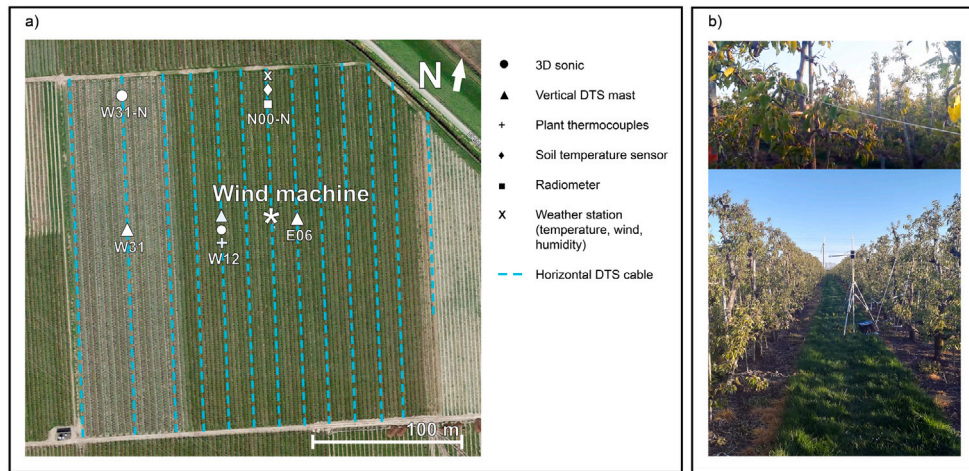 a)
N
W31-N
N00-N
Wind machine
W31
W12
E06
100 m
3D sonic
Vertical DTS mast
Plant thermocouples
Soil temperature sensor
Radiometer
x Weather station
(temperature, wind,
humidity)
Horizontal DTS cable
b)